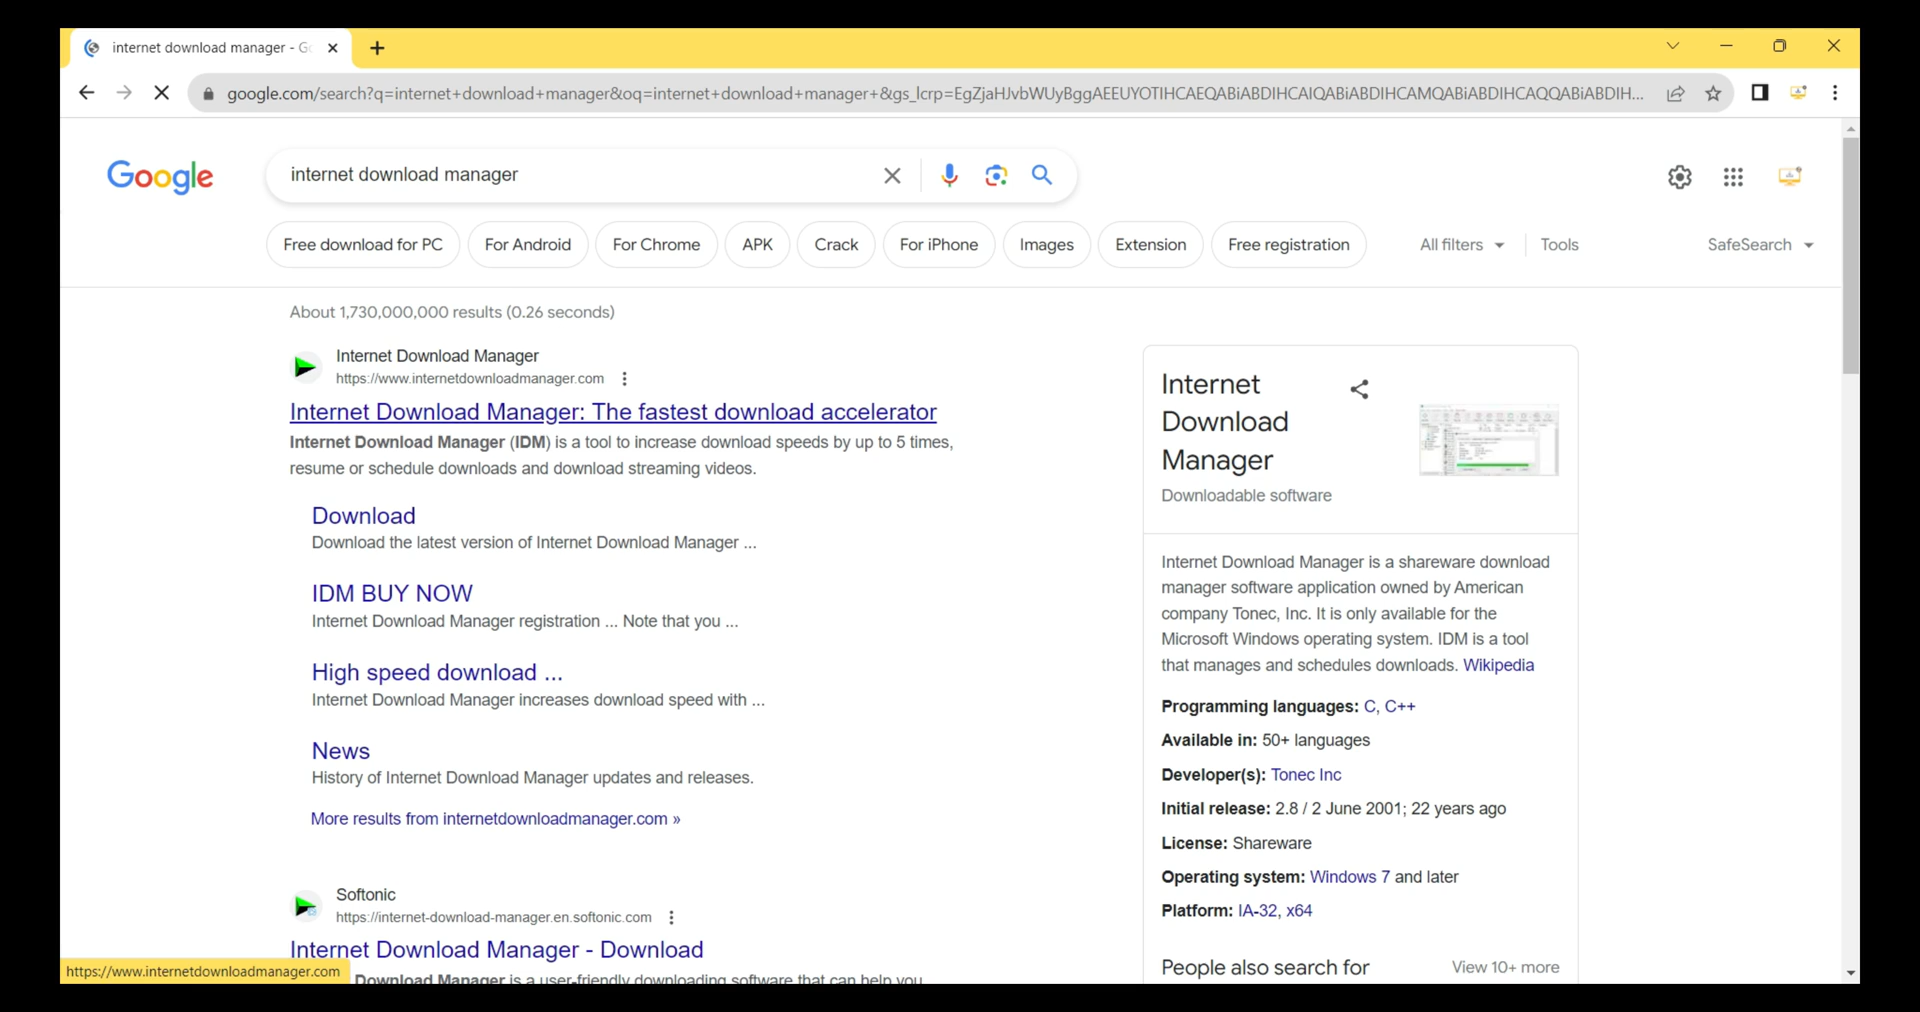 internet download manager - G
google.com/search?q=internet+download+manager&oq=internet+download+manager+&gs_lcrp=EgZjaHJvbWUyBggAEEUYOTIHCAEQABiABDIHCAIQABiABDIHCAMQABiABDIHCAQQABiABDIH...
Google
internet download manager
Free download for PC
For Android
For Chrome
APK
Crack
For iPhone
Images
Extension
Free registration
All filters
Tools
SafeSearch
About 1,730,000,000 results (0.26 seconds)
Internet Download Manager
https://www.internetdownloadmanager.com
Internet Download Manager: The fastest download accelerator
Internet Download Manager (IDM) is a tool to increase download speeds by up to 5 times,
resume or schedule downloads and download streaming videos.
Download
Download the latest version of Internet Download Manager ...
IDM BUY NOW
Internet Download Manager registration ... Note that you ...
High speed download ...
Internet Download Manager increases download speed with ...
News
History of Internet Download Manager updates and releases.
More results from internetdownloadmanager.com »
Softonic
https://internet-download-manager.en.softonic.com
Internet Download Manager - Download
Download Manager is a user-friendly downloading software that can help you
https://www.internetdownloadmanager.com
Internet
Download
Manager
Downloadable software
Internet Download Manager is a shareware download
manager software application owned by American
company Tonec, Inc. It is only available for the
Microsoft Windows operating system. IDM is a tool
that manages and schedules downloads. Wikipedia
Programming languages: C, C++
Available in: 50+ languages
Developer(s): Tonec Inc
Initial release: 2.8 / 2 June 2001; 22 years ago
License: Shareware
Operating system: Windows 7 and later
Platform: IA-32, x64
People also search for
View 10+ more